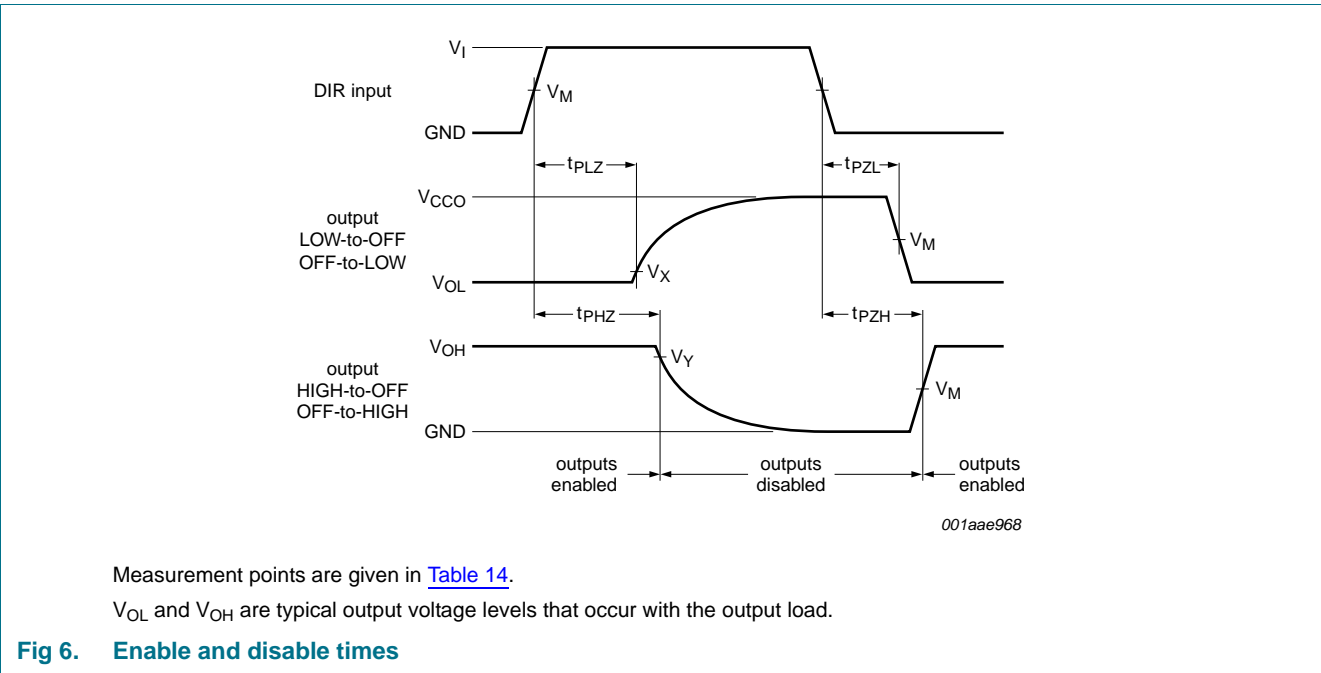 V_I
DIR input
V_M
GND
t_PLZ
t_PZL
V_CCO
output
LOW-to-OFF
OFF-to-LOW
V_M
V_X
V_OL
t_PHZ
t_PZH
V_OH
output
HIGH-to-OFF
OFF-to-HIGH
V_Y
V_M
GND
outputs
enabled
outputs
disabled
outputs
enabled
001aae968
Measurement points are given in Table 14.
V_OL and V_OH are typical output voltage levels that occur with the output load.
Fig 6. Enable and disable times